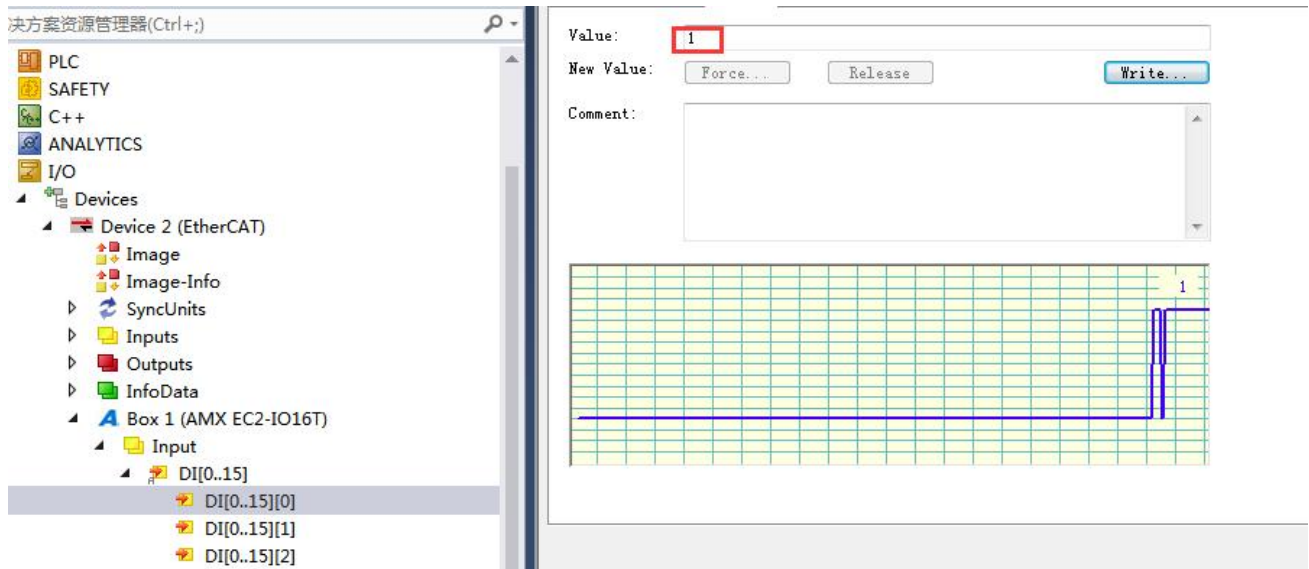 决方案资源管理器(Ctrl+;)
PLC
SAFETY
C++
ANALYTICS
I/O
Devices
Device 2 (EtherCAT)
Image
Image-Info
SyncUnits
Inputs
Outputs
InfoData
Box 1 (AMX EC2-IO16T)
Input
DI[0..15]
DI[0..15][0]
DI[0..15][1]
DI[0..15][2]
Value: 1
New Value: Force... Release Write...
Comment:
1